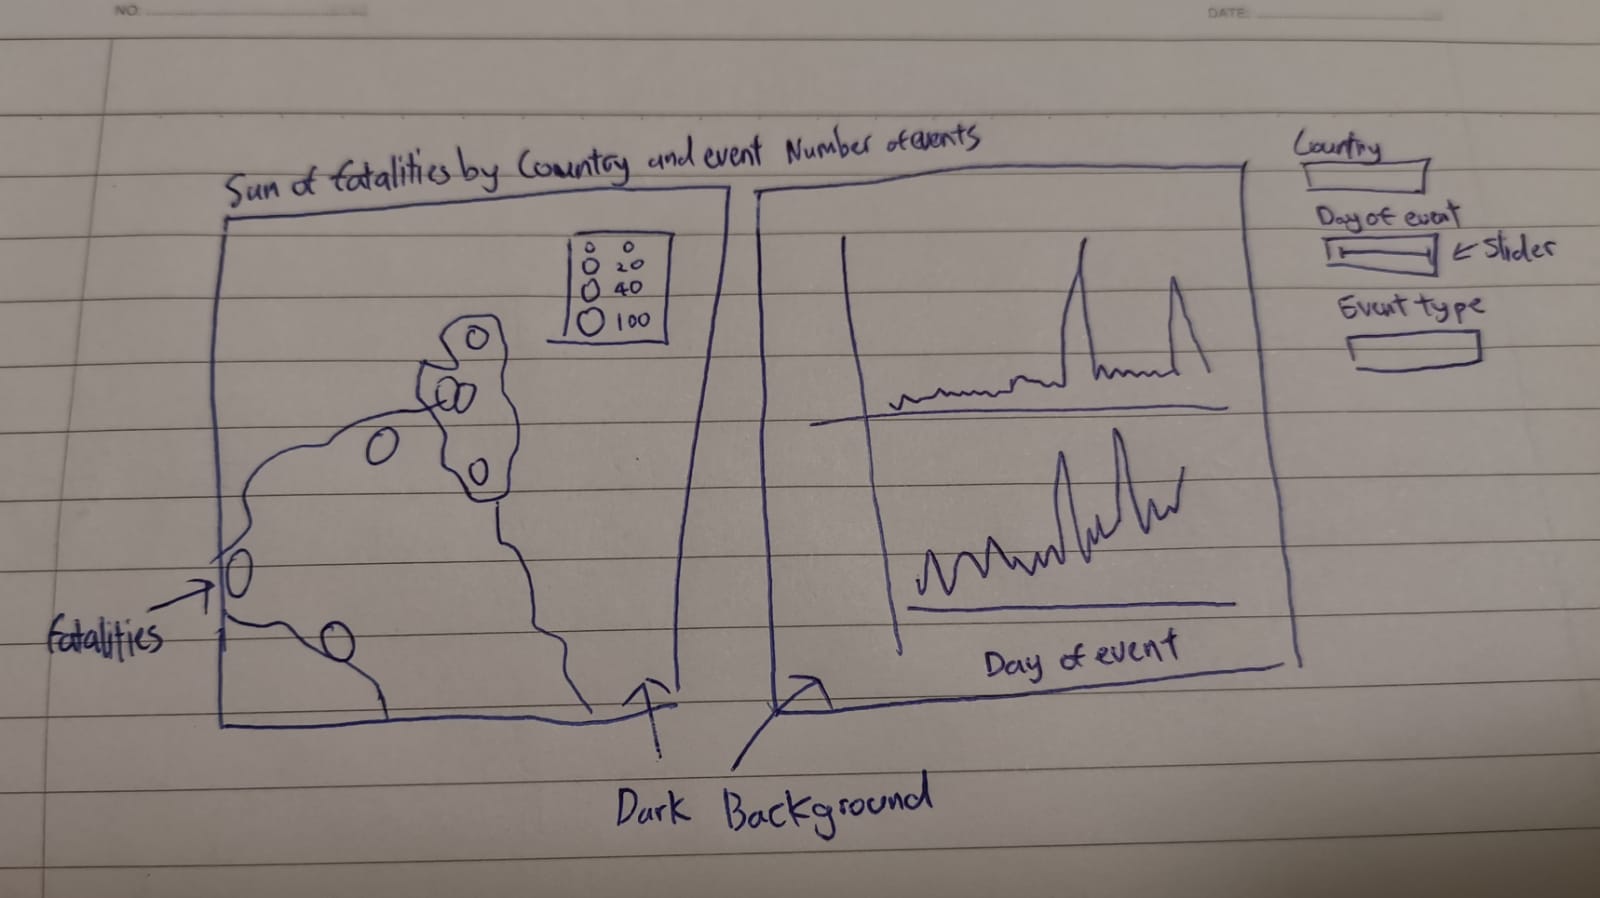 NO.
DATE:
Sum of fatalities by Country and event
Number of events
0 20
40
100
Fatalities
Day of event
Dark Background
Country
Day of event
← Slider
Event type